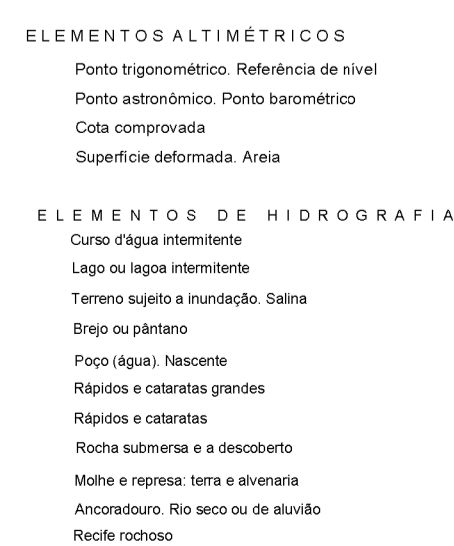 ELEMENTOS ALTIMÉTRICOS
Ponto trigonométrico. Referência de nível
Ponto astronômico. Ponto barométrico
Cota comprovada
Superfície deformada. Areia
ELEMENTOS DE HIDROGRAFIA
Curso d'água intermitente
Lago ou lagoa intermitente
Terreno sujeito a inundação. Salina
Brejo ou pântano
Poço (água). Nascente
Rápidos e cataratas grandes
Rápidos e cataratas
Rocha submersa e a descoberto
Molhe e represa: terra e alvenaria
Ancoradouro. Rio seco ou de aluvião
Recife rochoso